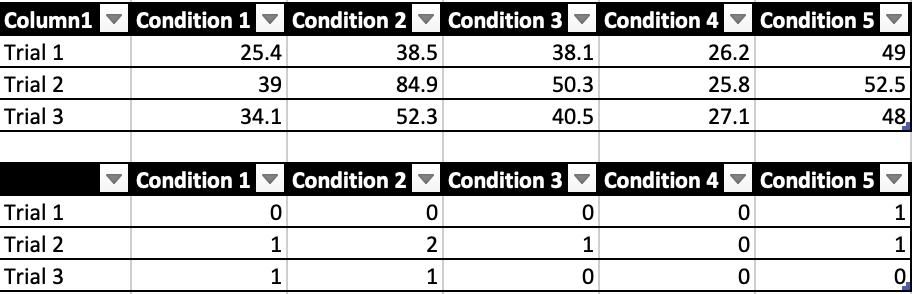 Column1 Condition 1 Condition 2 Condition 3 Condition 4 Condition 5
Trial 1 25.4 38.5 38.1 26.2 49
Trial 2 39 84.9 50.3 25.8 52.5
Trial 3 34.1 52.3 40.5 27.1 48
Condition 1 Condition 2 Condition 3 Condition 4 Condition 5
Trial 1 0 0 0 0 1
Trial 2 1 2 1 0 1
Trial 3 1 1 0 0 0